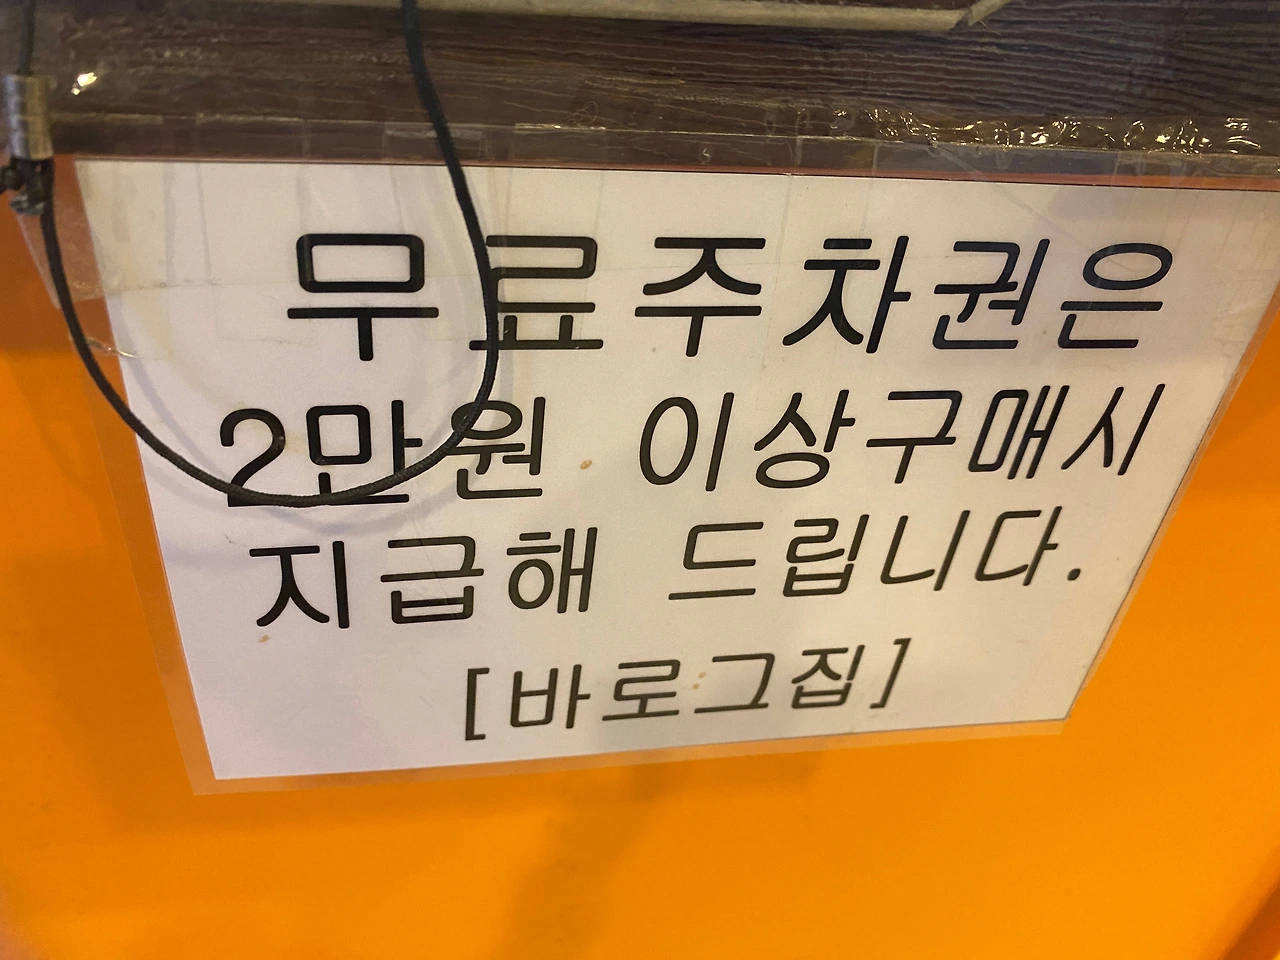 무료주차권은
2만원 이상구매시
지급해 드립니다.
[바로그집]